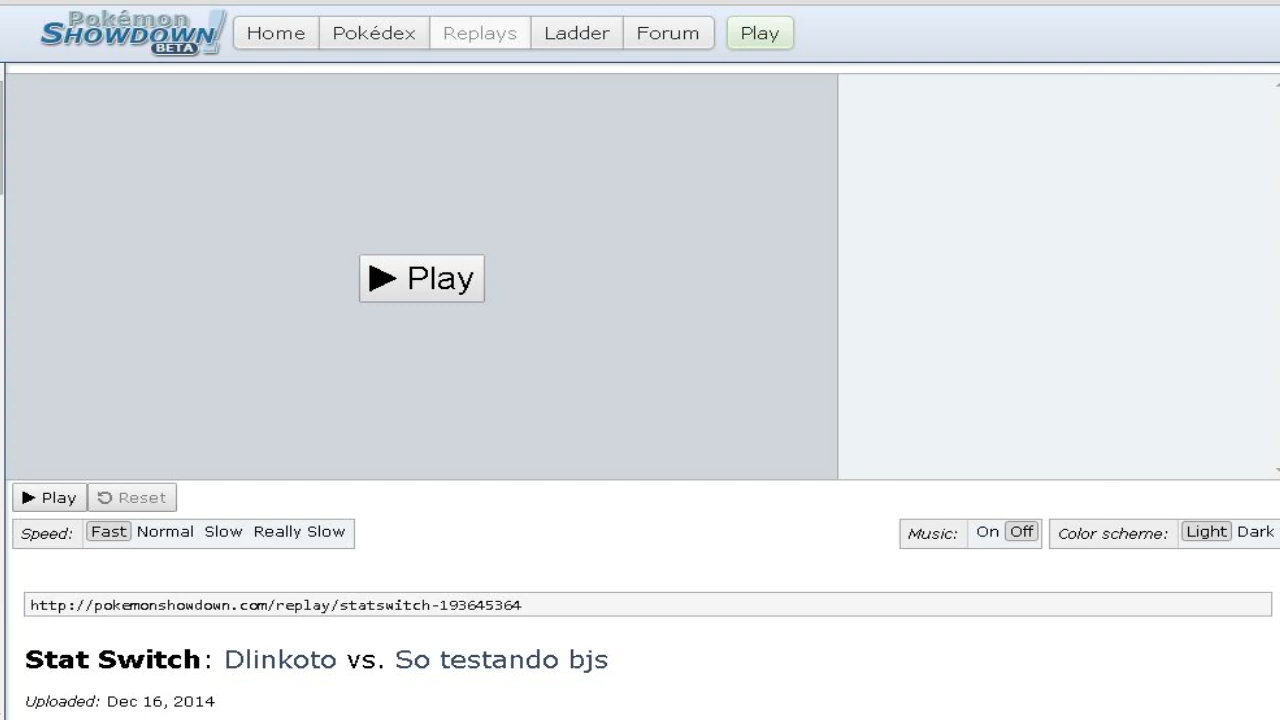 Pokémon
SHOWDOWN!
BETA
Home Pokédex Replays Ladder Forum Play
Play
Play Reset
Speed: Fast Normal Slow Really Slow Music: On Off Color scheme: Light Dark
http://pokemonshowdown.com/replay/statswitch-193645364
Stat Switch: Dlinkoto vs. So testando bjs
Uploaded: Dec 16, 2014